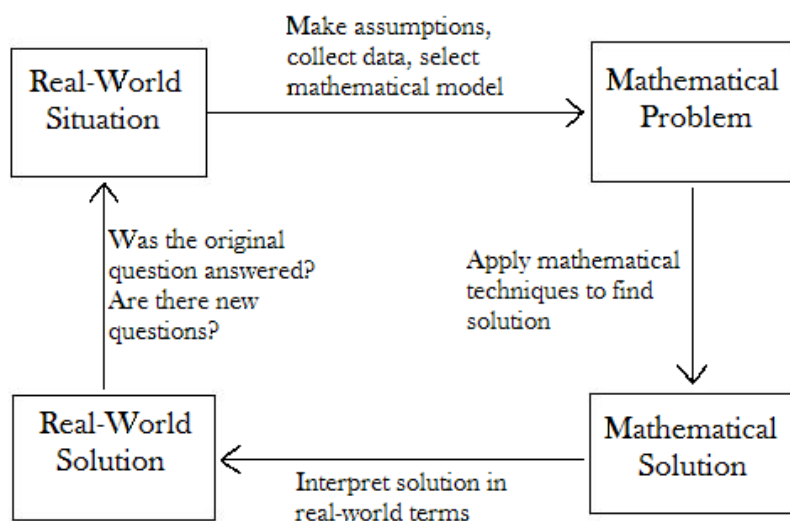 Real-World
Situation
Make assumptions,
collect data, select
mathematical model
Mathematical
Problem
Apply mathematical
techniques to find
solution
Mathematical
Solution
Interpret solution in
real-world terms
Real-World
Solution
Was the original
question answered?
Are there new
questions?